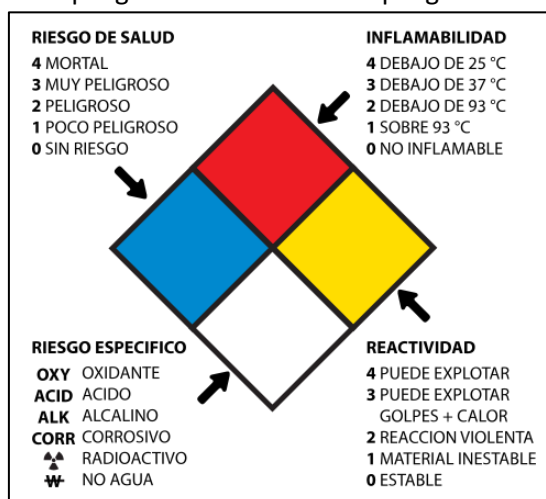 RIESGO DE SALUD
4 MORTAL
3 MUY PELIGROSO
2 PELIGROSO
1 POCO PELIGROSO
0 SIN RIESGO
INFLAMABILIDAD
4 DEBAJO DE 25 °C
3 DEBAJO DE 37 °C
2 DEBAJO DE 93 °C
1 SOBRE 93 °C
0 NO INFLAMABLE
RIESGO ESPECIFICO
OXY OXIDANTE
ACID ACIDO
ALK ALCALINO
CORR CORROSIVO
RADIOACTIVO
W NO AGUA
REACTIVIDAD
4 PUEDE EXPLOTAR
3 PUEDE EXPLOTAR
GOLPES + CALOR
2 REACCION VIOLENTA
1 MATERIAL INESTABLE
0 ESTABLE